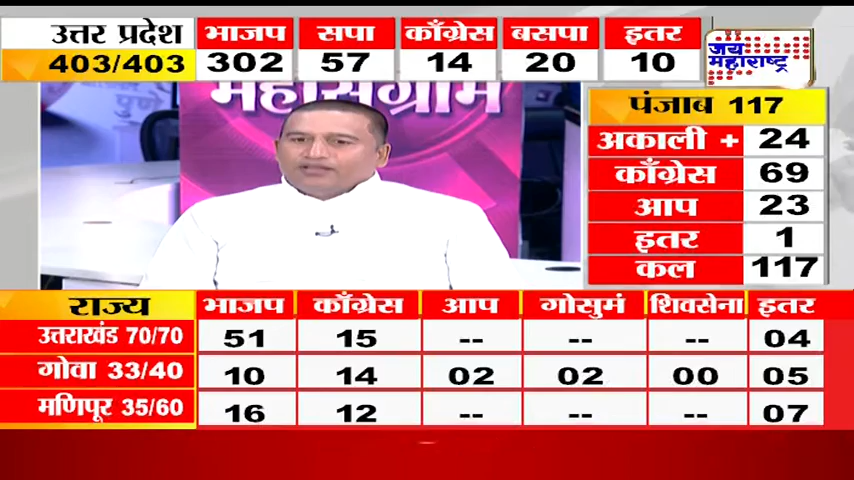 उत्तर प्रदेश भाजपा सपा काँग्रेस बसपा इतर
403/403 302 57 14 20 10
जय महाराष्ट्र
महासंग्राम
पंजाब 117
अकाली + 24
काँग्रेस 69
आप 23
इतर 1
कल 117
राज्य भाजपा काँग्रेस आप गोसुमं शिवसेना इतर
उत्तराखंड 70/70 51 15 -- -- -- 04
गोवा 33/40 10 14 02 02 00 05
मणिपूर 35/60 16 12 -- -- -- 07